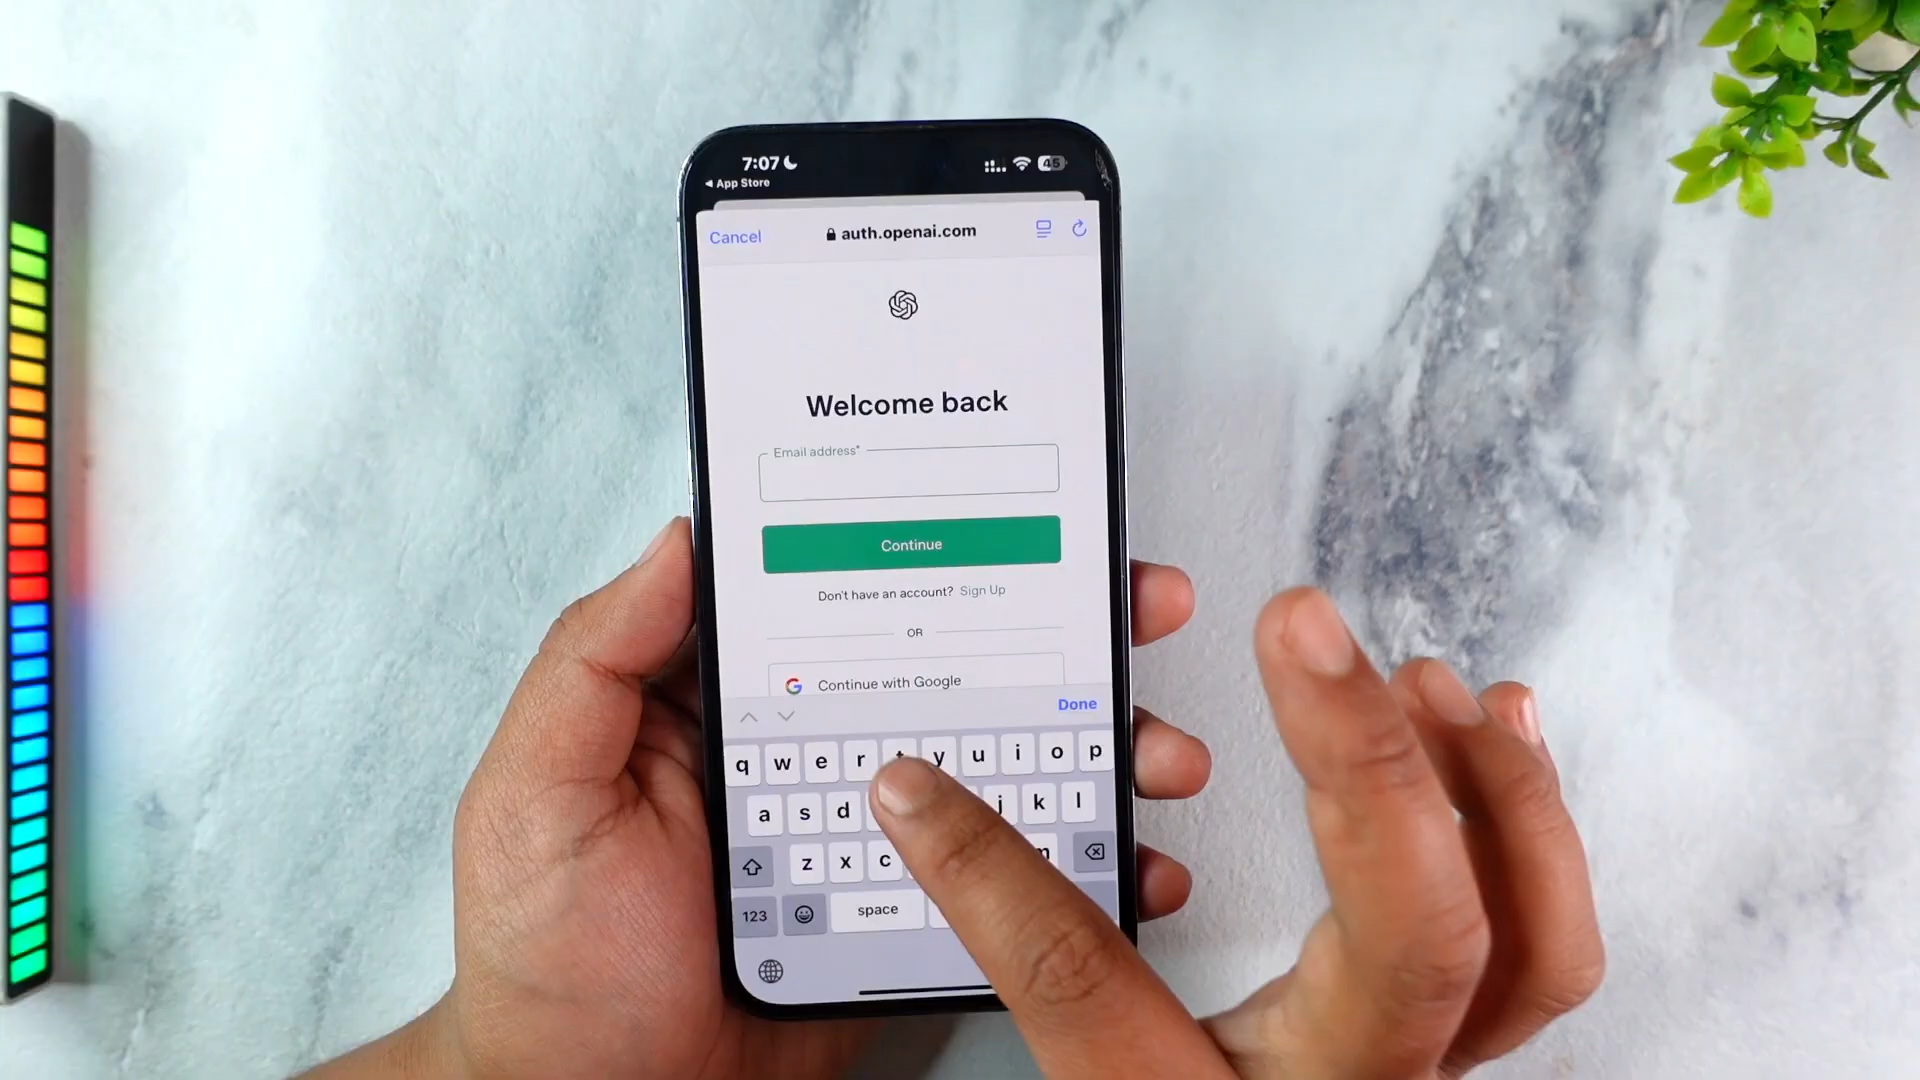 7:07
45
App Store
Cancel
auth.openai.com
Welcome back
Email address*
Continue
Don't have an account? Sign Up
OR
Continue with Google
Done
q w e r t y u i o p
a s d j k l
z x c m
123
space